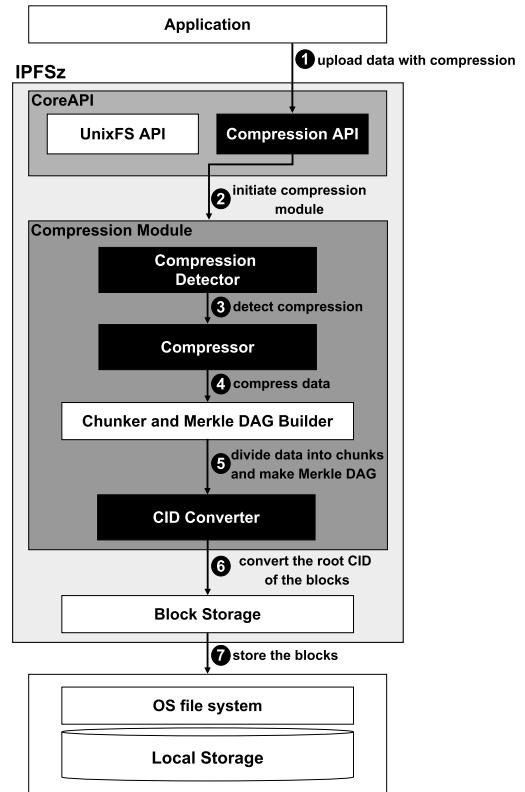 Application
1 upload data with compression
IPFSz
CoreAPI
UnixFS API
Compression API
2 initiate compression
module
Compression Module
Compression
Detector
3 detect compression
Compressor
4 compress data
Chunker and Merkle DAG Builder
5 divide data into chunks
and make Merkle DAG
CID Converter
6 convert the root CID
of the blocks
Block Storage
7 store the blocks
OS file system
Local Storage